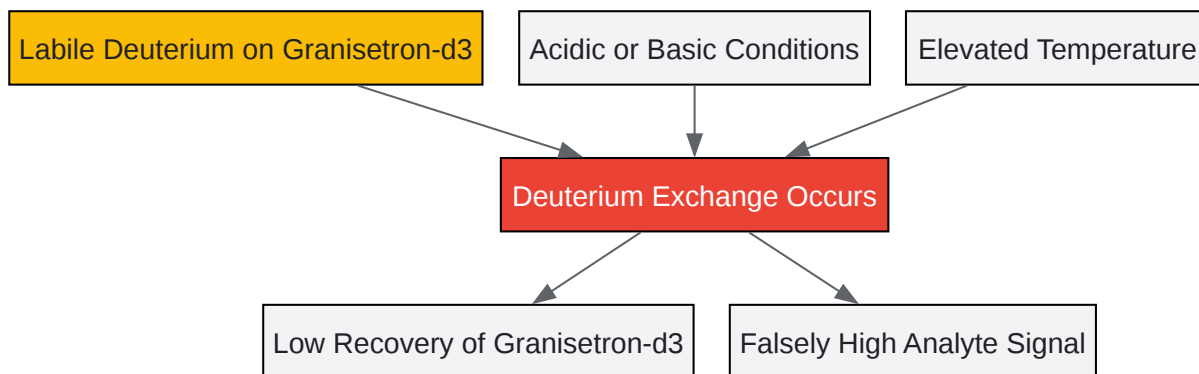 Labile Deuterium on Granisetron-d3
Acidic or Basic Conditions
Elevated Temperature
Deuterium Exchange Occurs
Low Recovery of Granisetron-d3
Falsely High Analyte Signal